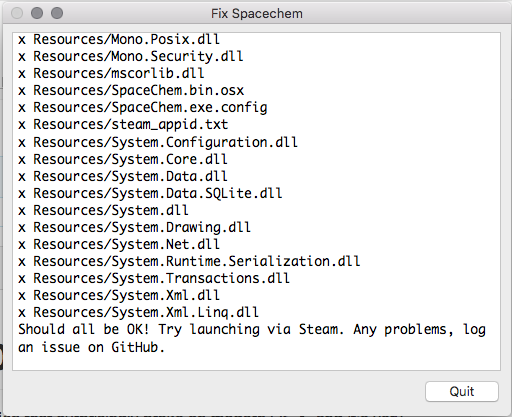 Fix Spacechem
x Resources/Mono.Posix.dll
x Resources/Mono.Security.dll
x Resources/mscorlib.dll
x Resources/SpaceChem.bin.osx
x Resources/SpaceChem.exe.config
x Resources/steam_appid.txt
x Resources/System.Configuration.dll
x Resources/System.Core.dll
x Resources/System.Data.dll
x Resources/System.Data.SQLite.dll
x Resources/System.dll
x Resources/System.Drawing.dll
x Resources/System.Net.dll
x Resources/System.Runtime.Serialization.dll
x Resources/System.Transactions.dll
x Resources/System.Xml.dll
x Resources/System.Xml.Linq.dll
Should all be OK! Try launching via Steam. Any problems, log
an issue on GitHub.
Quit